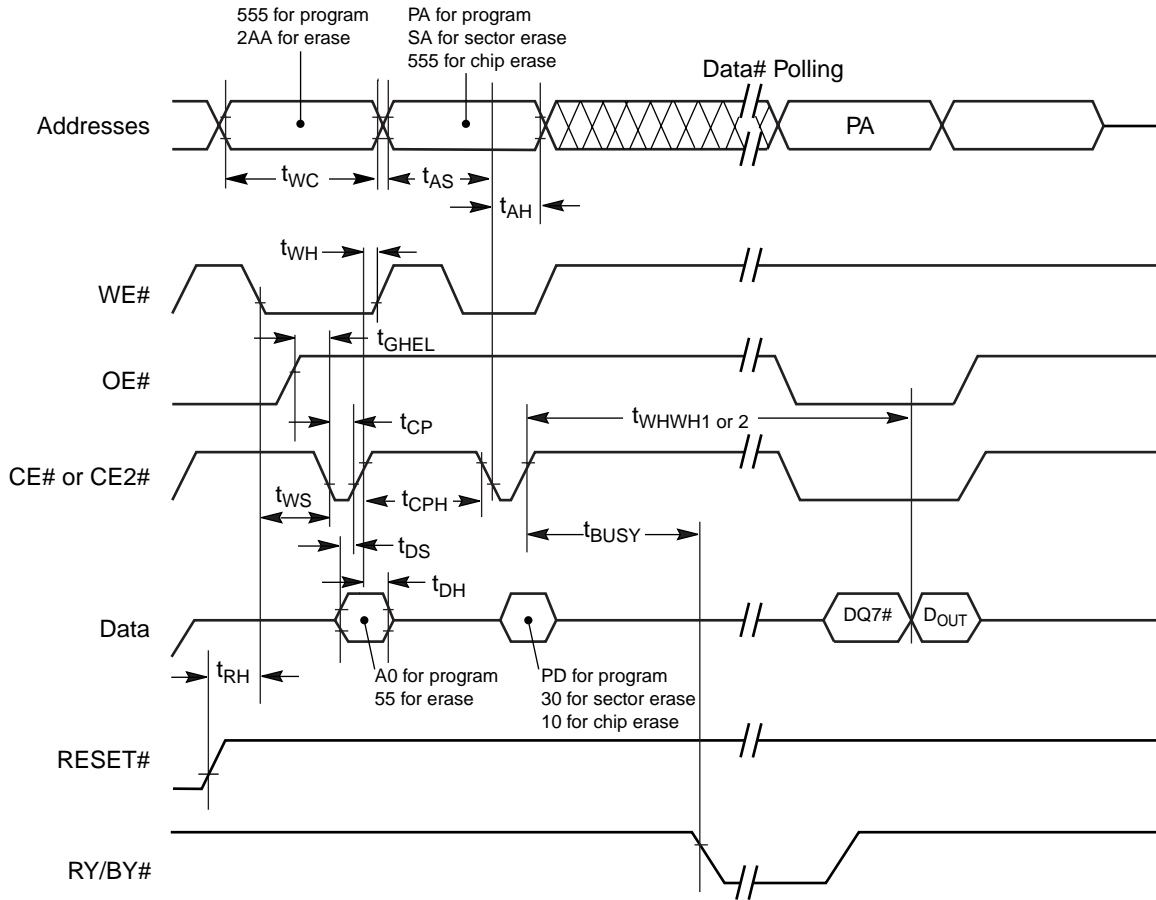 555 for program
2AA for erase
PA for program
SA for sector erase
555 for chip erase
Data# Polling
Addresses
PA
tWC
tAS
tAH
tWH
WE#
tGHEL
OE#
tWHWH1 or 2
tCP
CE# or CE2#
tWS
tCPH
tBUSY
tDS
tDH
Data
DQ7#
DOUT
tRH
A0 for program
55 for erase
PD for program
30 for sector erase
10 for chip erase
RESET#
RY/BY#